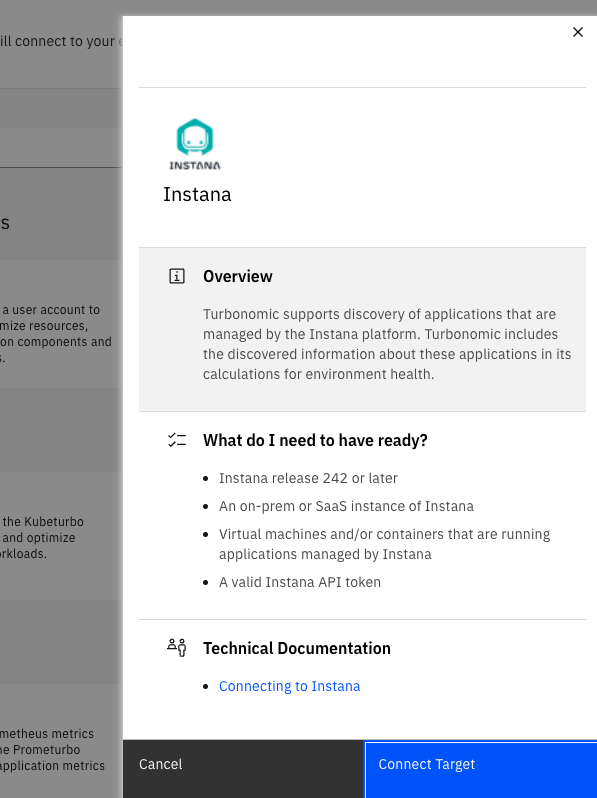 ill connect to your
INSTANA
Instana
Overview
Turbonomic supports discovery of applications that are
managed by the Instana platform. Turbonomic includes
the discovered information about these applications in its
calculations for environment health.
What do I need to have ready?
Instana release 242 or later
An on-prem or SaaS instance of Instana
Virtual machines and/or containers that are running
applications managed by Instana
A valid Instana API token
Technical Documentation
Connecting to Instana
Cancel
Connect Target
s
a user account to
mize resources,
on components and
s.
the Kubeturbo
and optimize
rkloads.
metheus metrics
ne Prometurbo
application metrics